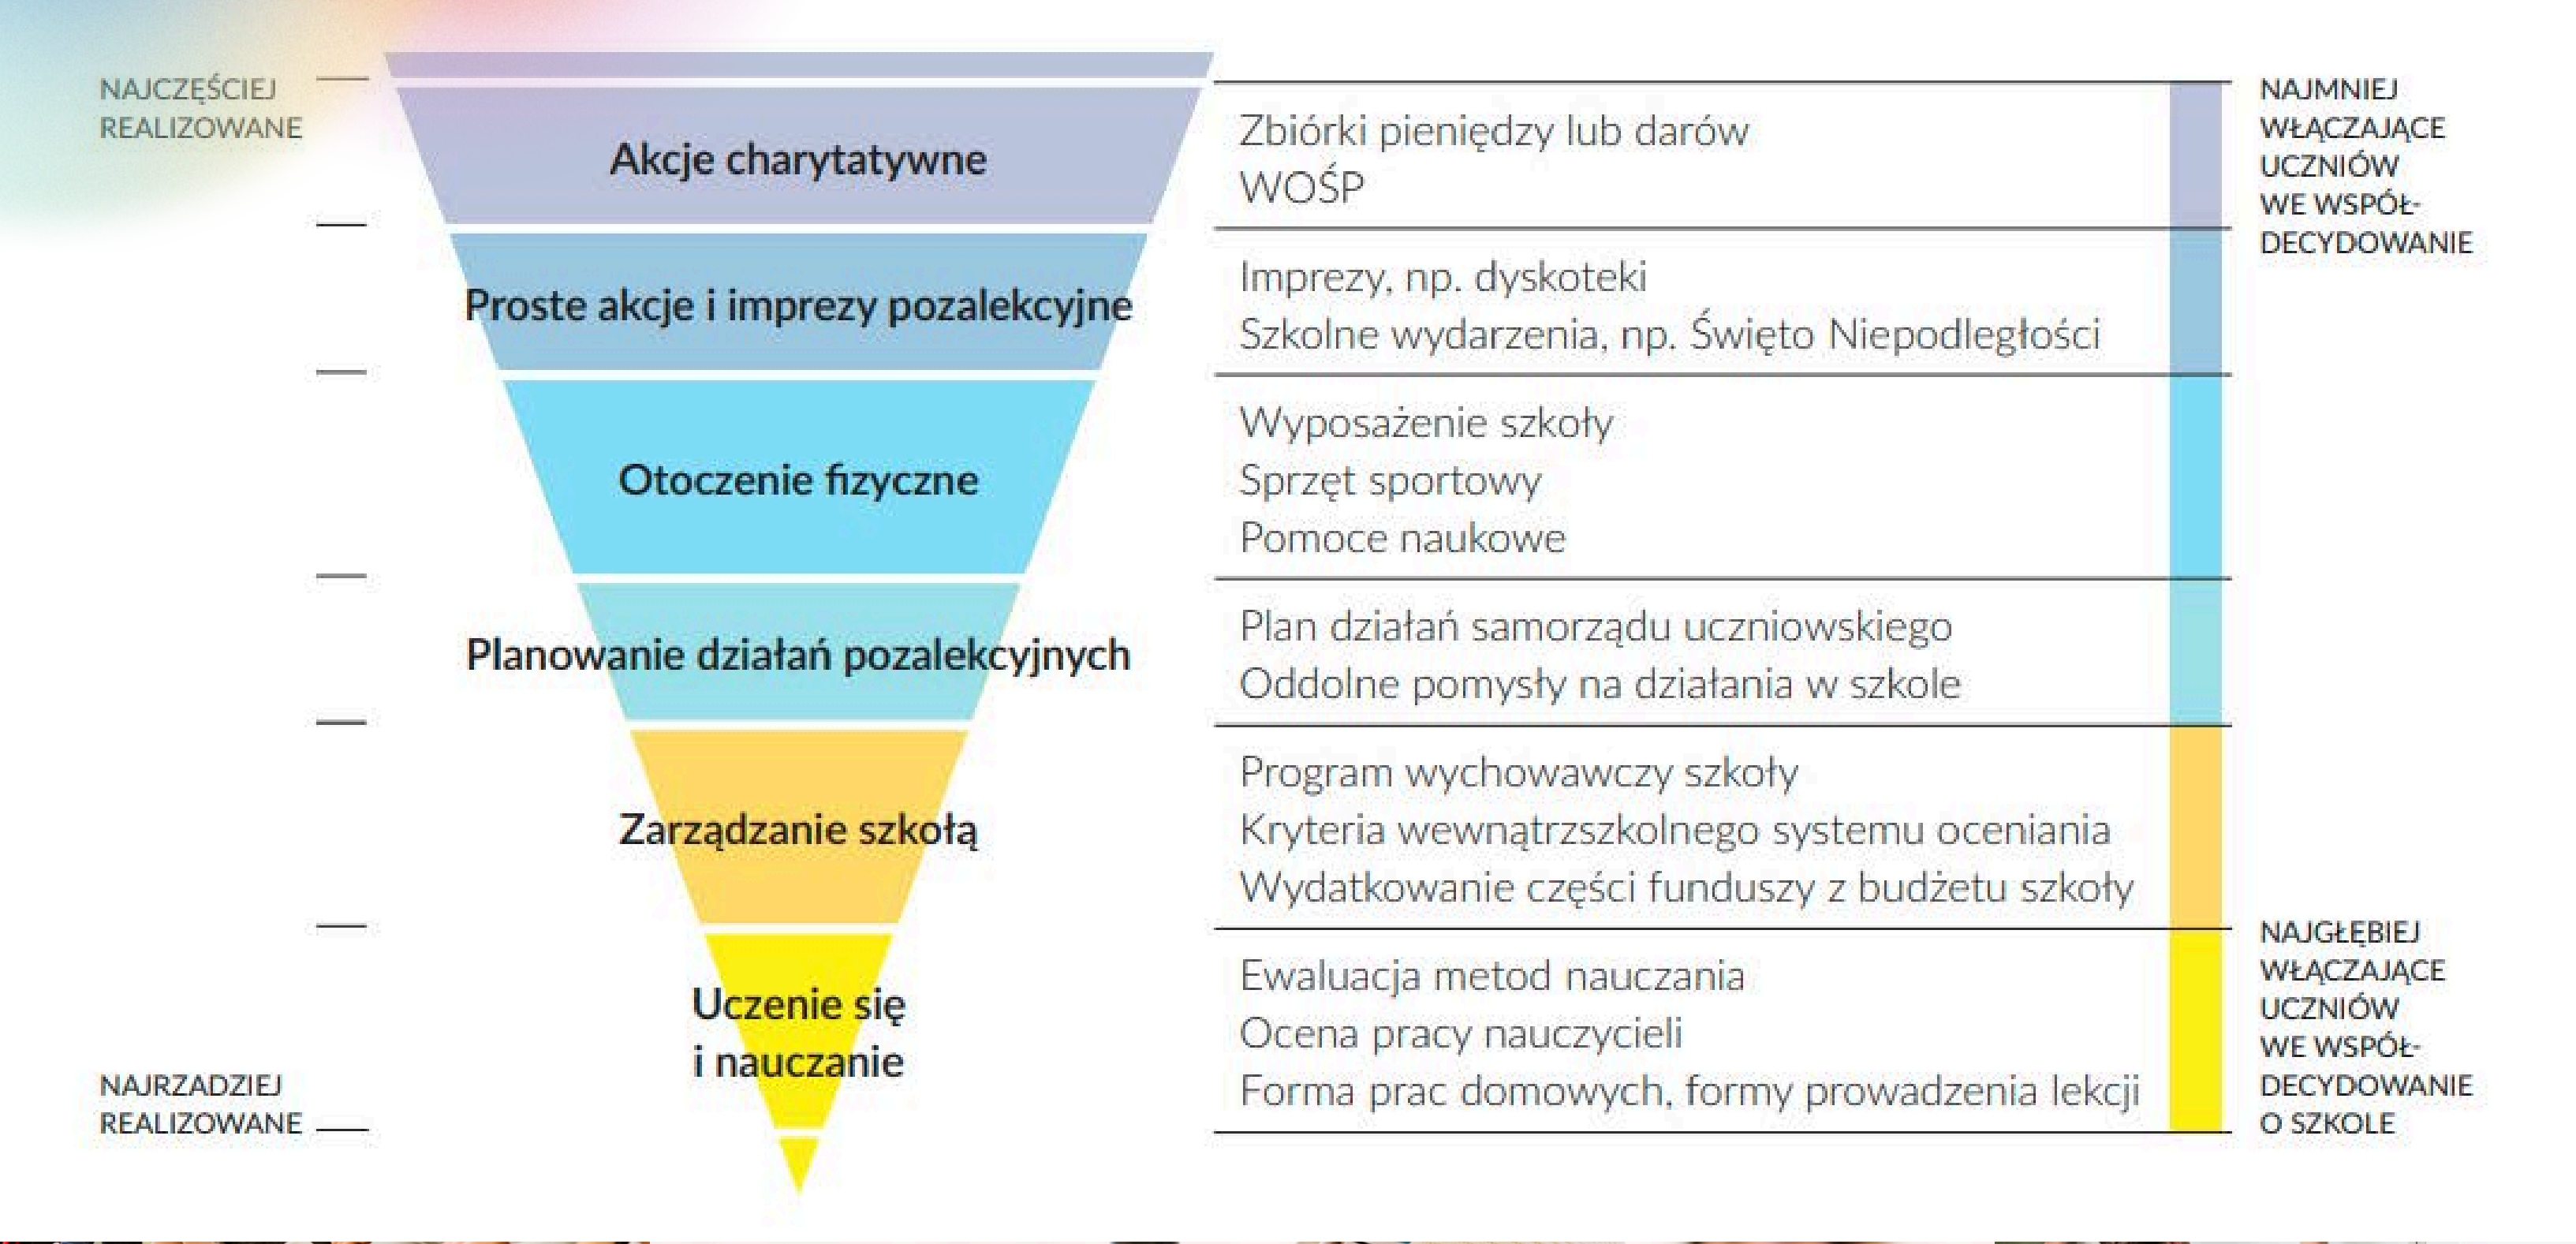 NAJCZĘŚCIEJ
REALIZOWANE
Akcje charytatywne
Zbiórki pieniędzy lub darów
WOŚP
NAJMNIEJ
WŁĄCZAJĄCE
UCZNIÓW
WE WSPÓŁ-
DECYDOWANIE
Proste akcje i imprezy pozalekcyjne
Imprezy, np. dyskoteki
Szkolne wydarzenia, np. Święto Niepodległości
Otoczenie fizyczne
Wyposażenie szkoły
Sprzęt sportowy
Pomoce naukowe
Planowanie działań pozalekcyjnych
Plan działań samorządu uczniowskiego
Oddolne pomysły na działania w szkole
Zarządzanie szkołą
Program wychowawczy szkoły
Kryteria wewnątrzszkolnego systemu oceniania
Wydatkowanie części funduszy z budżetu szkoły
Uczenie się
i nauczanie
Ewaluacja metod nauczania
Ocena pracy nauczycieli
Forma prac domowych, formy prowadzenia lekcji
NAJRZADZIEJ
REALIZOWANE
NAJGŁĘBIEJ
WŁĄCZAJĄCE
UCZNIÓW
WE WSPÓŁ-
DECYDOWANIE
O SZKOLE